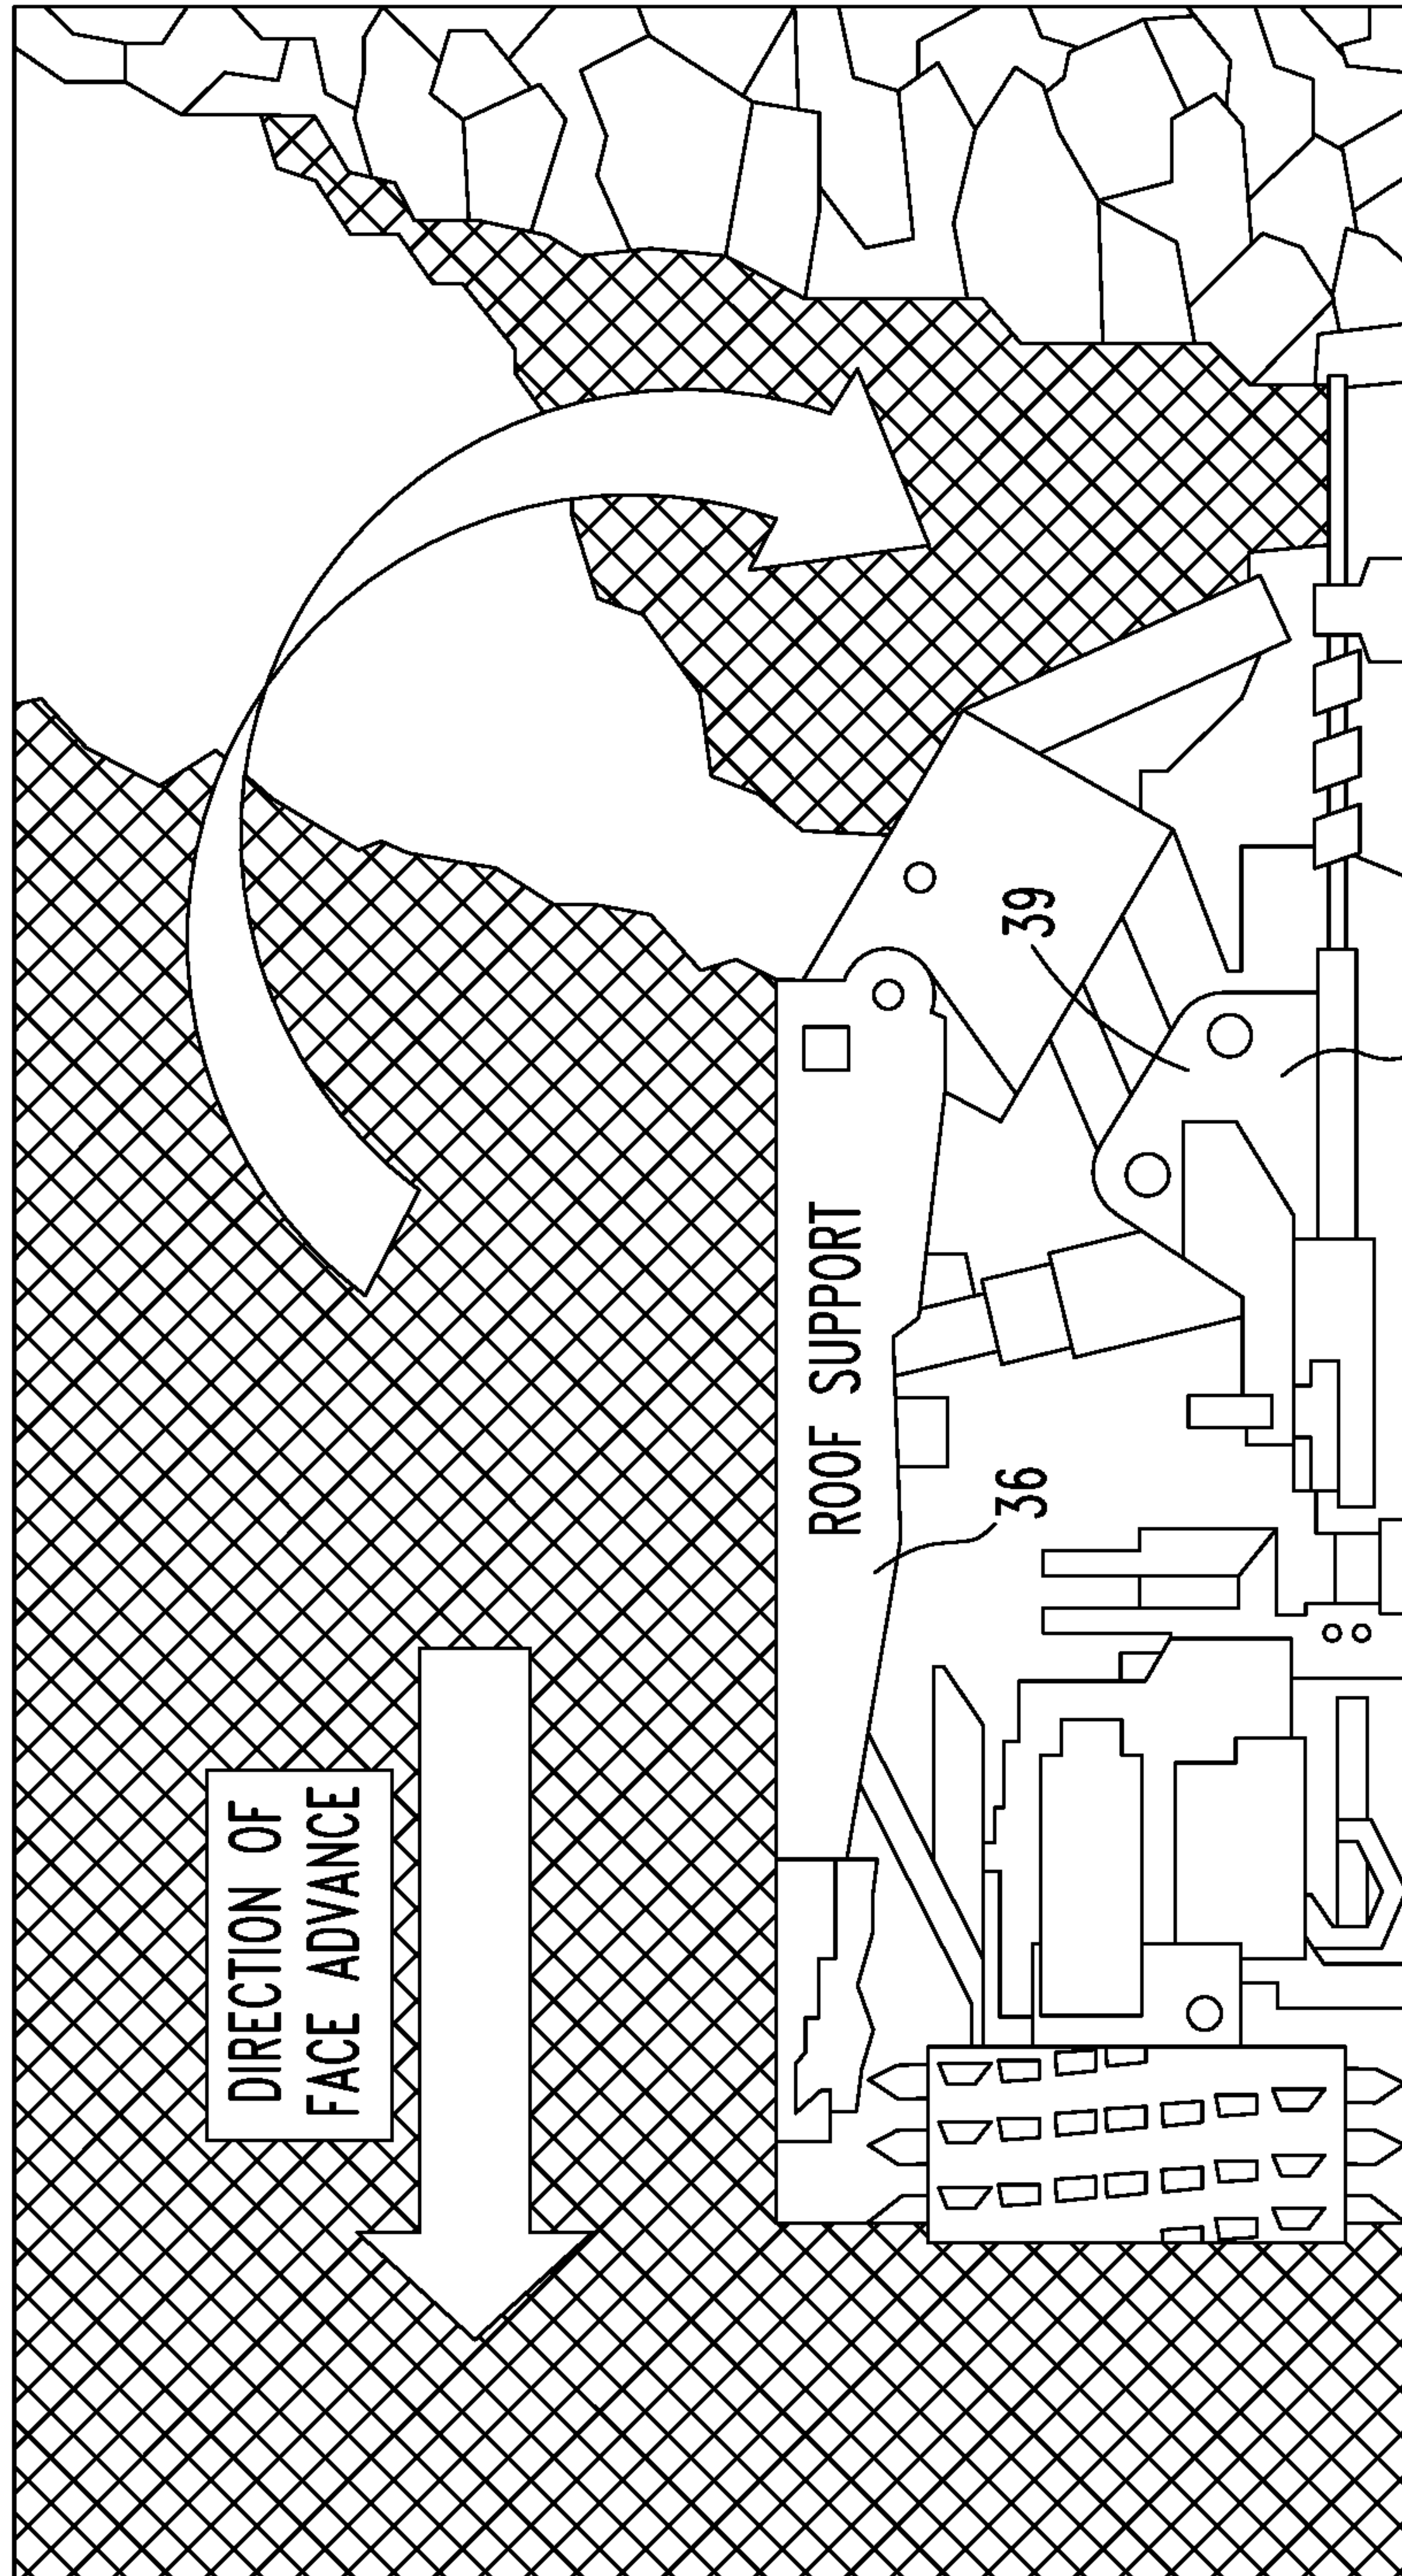 DIRECTION OF
FACE ADVANCE
ROOF SUPPORT
36
39